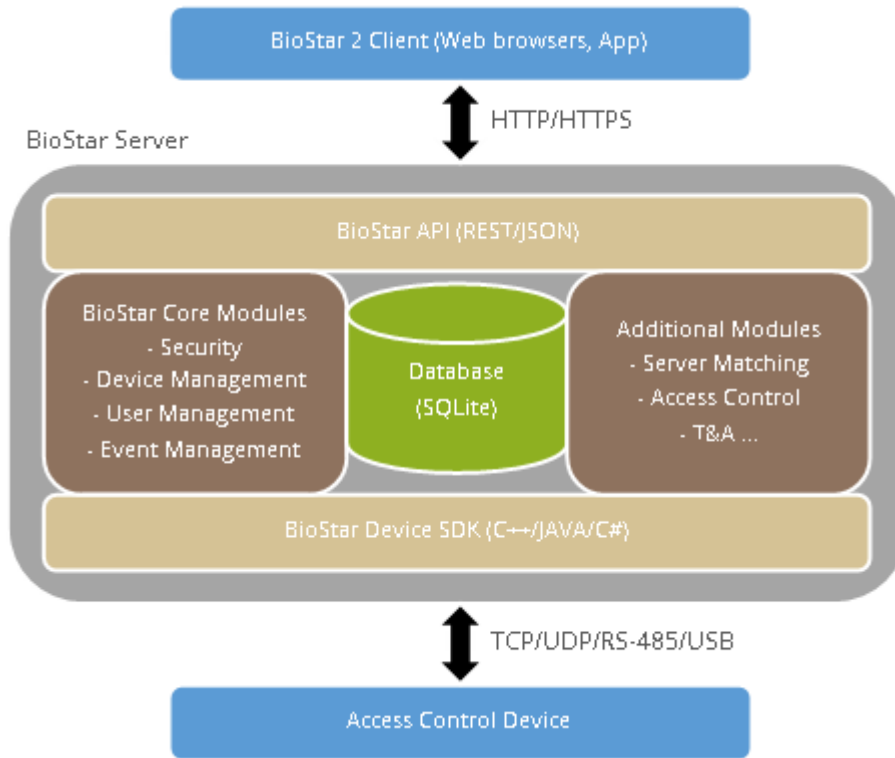 BioStar 2 Client (Web browsers, App)
HTTP/HTTPS
BioStar Server
BioStar API (REST/JSON)
BioStar Core Modules
- Security
- Device Management
- User Management
- Event Management
Database
(SQLite)
Additional Modules
- Server Matching
- Access Control
- T&A ...
BioStar Device SDK (C++/JAVA/C#)
TCP/UDP/RS-485/USB
Access Control Device